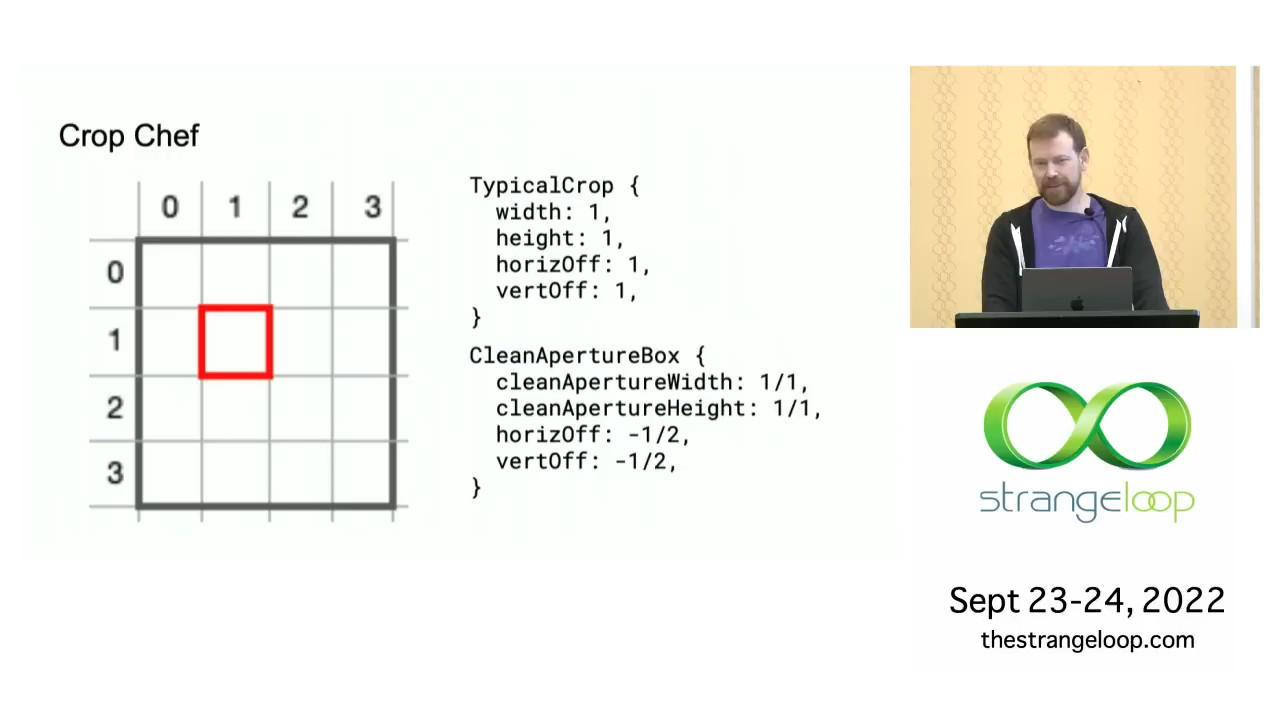 Crop Chef
0 1 2 3
0
1
2
3
TypicalCrop {
width: 1,
height: 1,
horizOff: 1,
vertOff: 1,
}
CleanApertureBox {
cleanApertureWidth: 1/1,
cleanApertureHeight: 1/1,
horizOff: -1/2,
vertOff: -1/2,
}
strangeloop
Sept 23-24, 2022
thestrangeloop.com